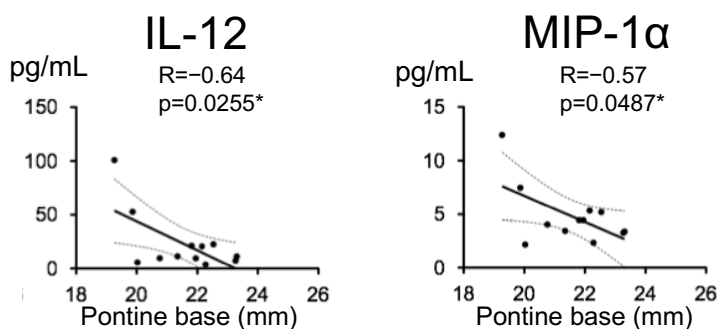 IL-12
pg/mL
R=−0.64
p=0.0255*
150
100
50
0
18 20 22 24 26
Pontine base (mm)
MIP-1α
pg/mL
R=−0.57
p=0.0487*
15
10
5
0
18 20 22 24 26
Pontine base (mm)